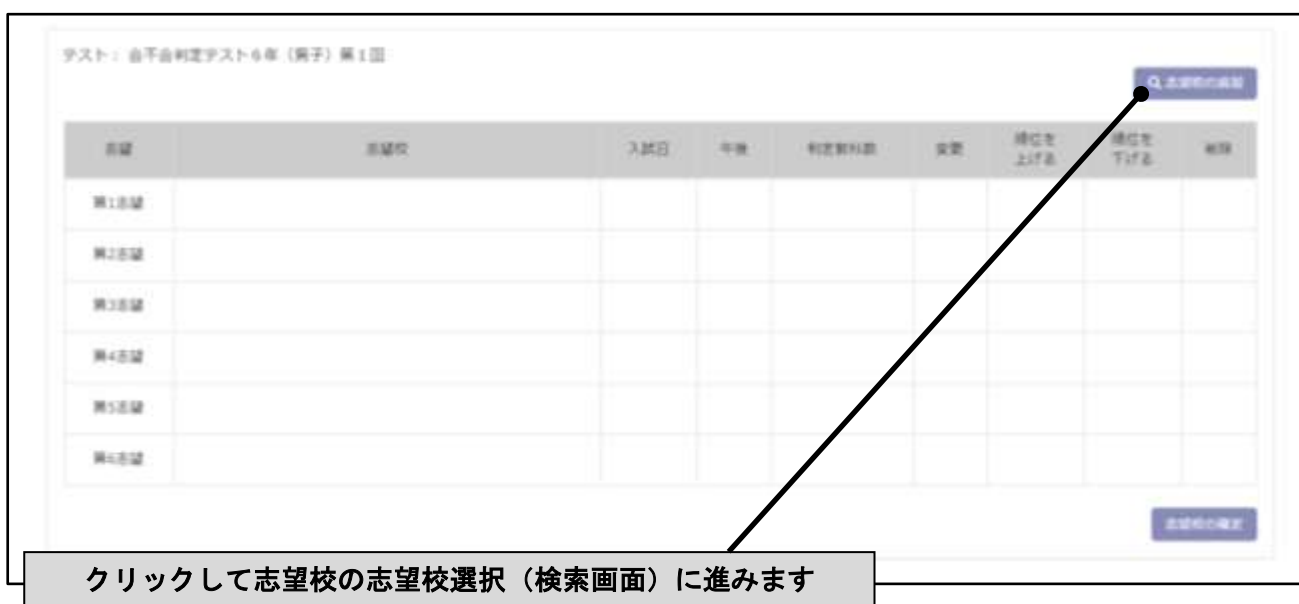 テスト： 合不合判定テスト６年（男子）第１回
志望校の追加
志望 志望校 入試日 午後 判定教科数 変更 順位を上げる 順位を下げる 削除
第1志望
第2志望
第3志望
第4志望
第5志望
第6志望
志望校の確定
クリックして志望校の志望校選択（検索画面）に進みます